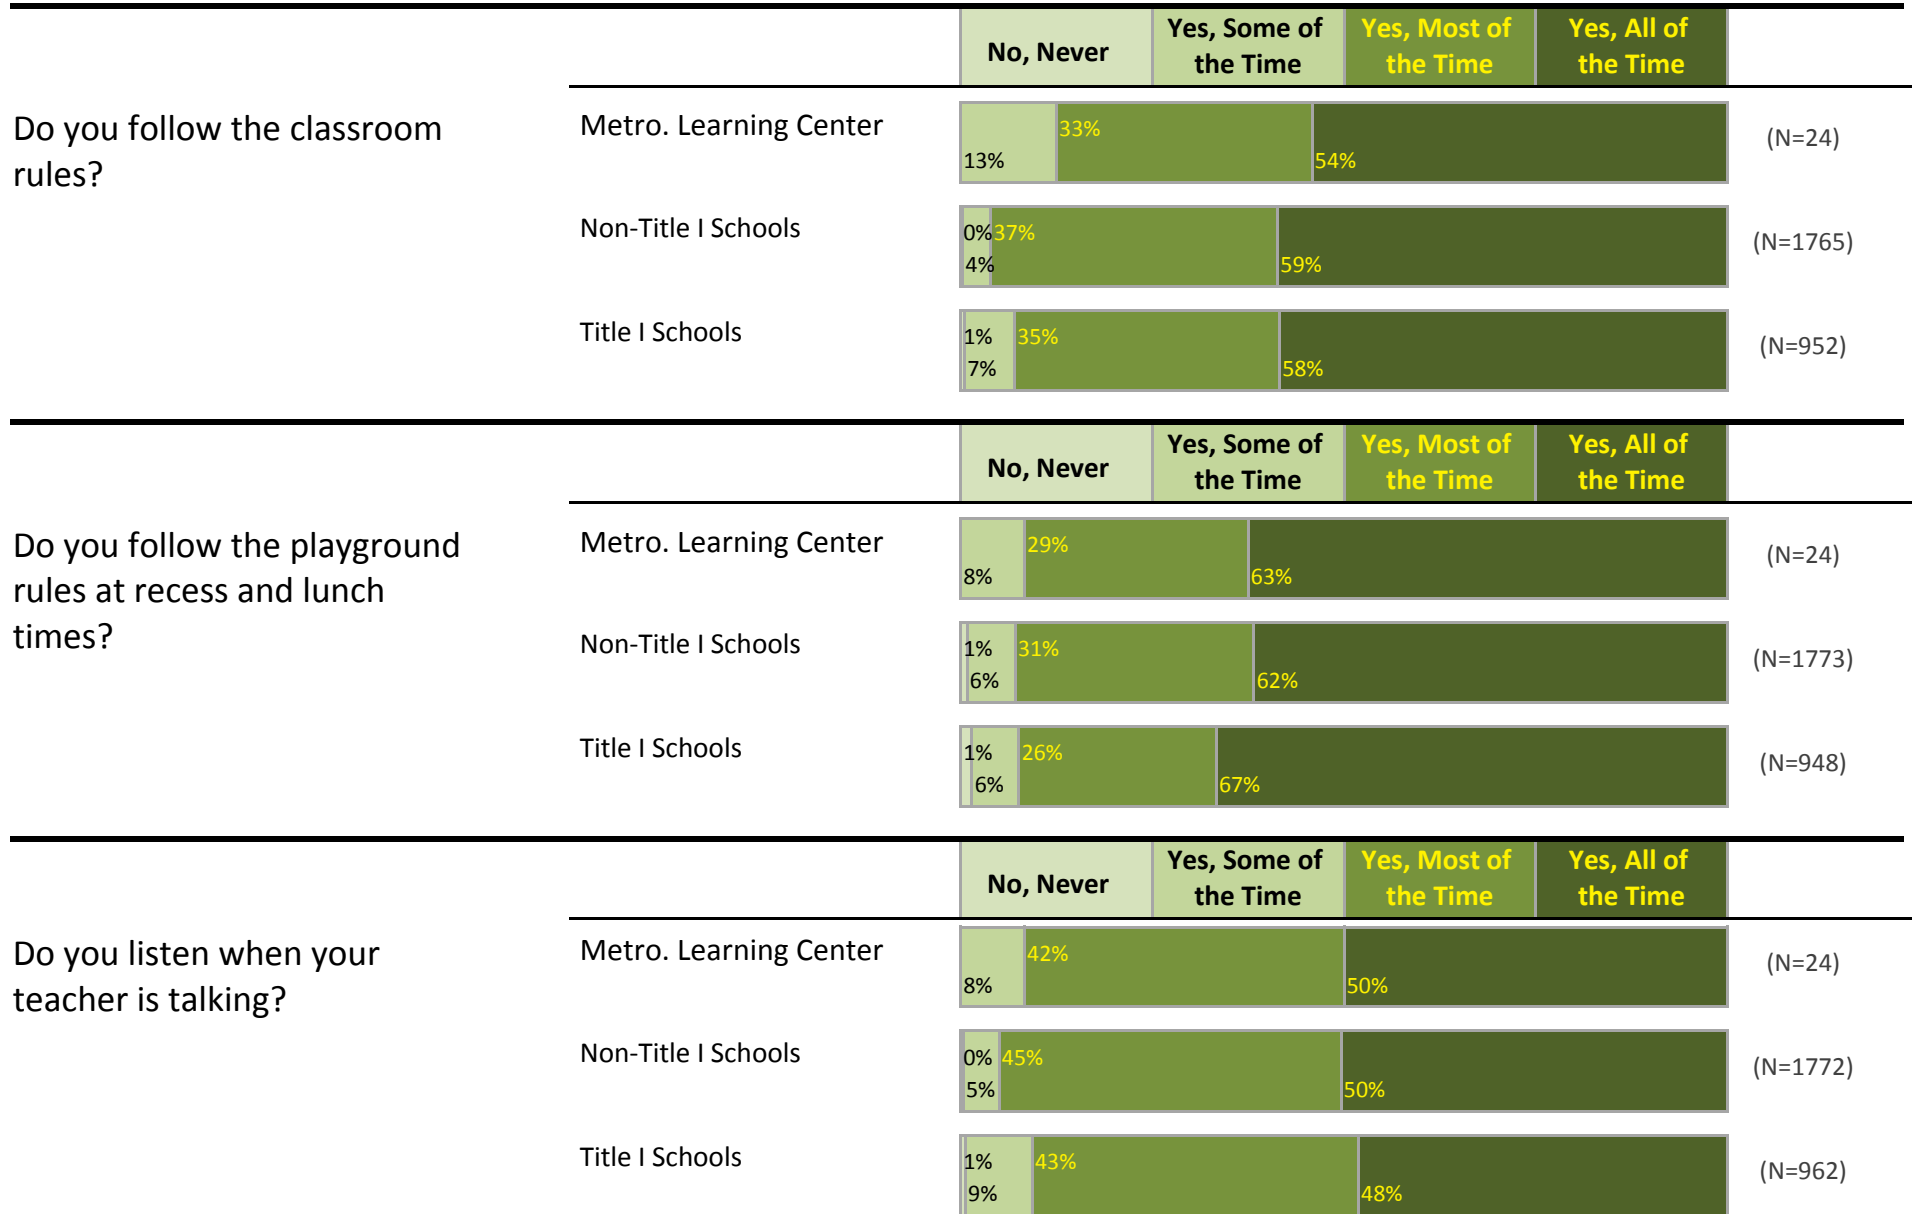 No, Never
Yes, Some of
the Time
Yes, Most of
the Time
Yes, All of
the Time
Do you follow the classroom
rules?
Metro. Learning Center
13%
33%
54%
(N=24)
Non-Title I Schools
0%
4%
37%
59%
(N=1765)
Title I Schools
1%
7%
35%
58%
(N=952)
No, Never
Yes, Some of
the Time
Yes, Most of
the Time
Yes, All of
the Time
Do you follow the playground
rules at recess and lunch
times?
Metro. Learning Center
8%
29%
63%
(N=24)
Non-Title I Schools
1%
6%
31%
62%
(N=1773)
Title I Schools
1%
6%
26%
67%
(N=948)
No, Never
Yes, Some of
the Time
Yes, Most of
the Time
Yes, All of
the Time
Do you listen when your
teacher is talking?
Metro. Learning Center
8%
42%
50%
(N=24)
Non-Title I Schools
0%
5%
45%
50%
(N=1772)
Title I Schools
1%
9%
43%
48%
(N=962)